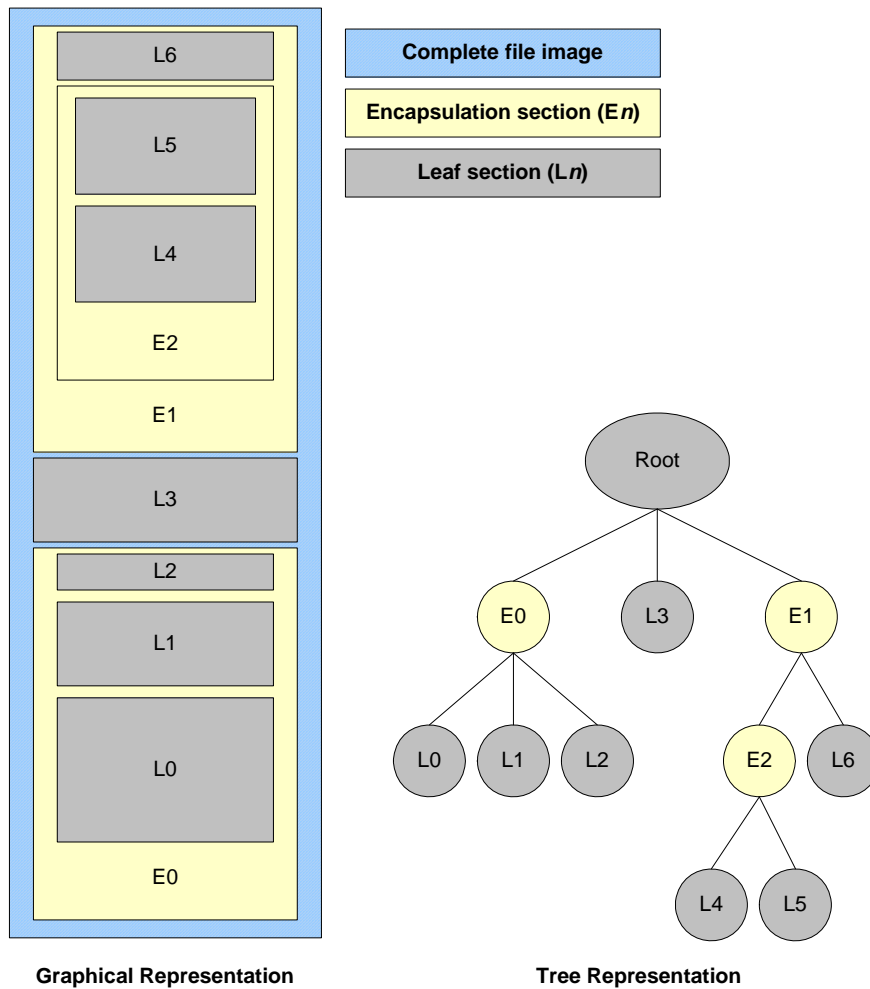 L6
L5
L4
E2
E1
L3
L2
L1
L0
E0
Complete file image
Encapsulation section (En)
Leaf section (Ln)
Root
E0
L3
E1
L0
L1
L2
E2
L6
L4
L5
Graphical Representation
Tree Representation